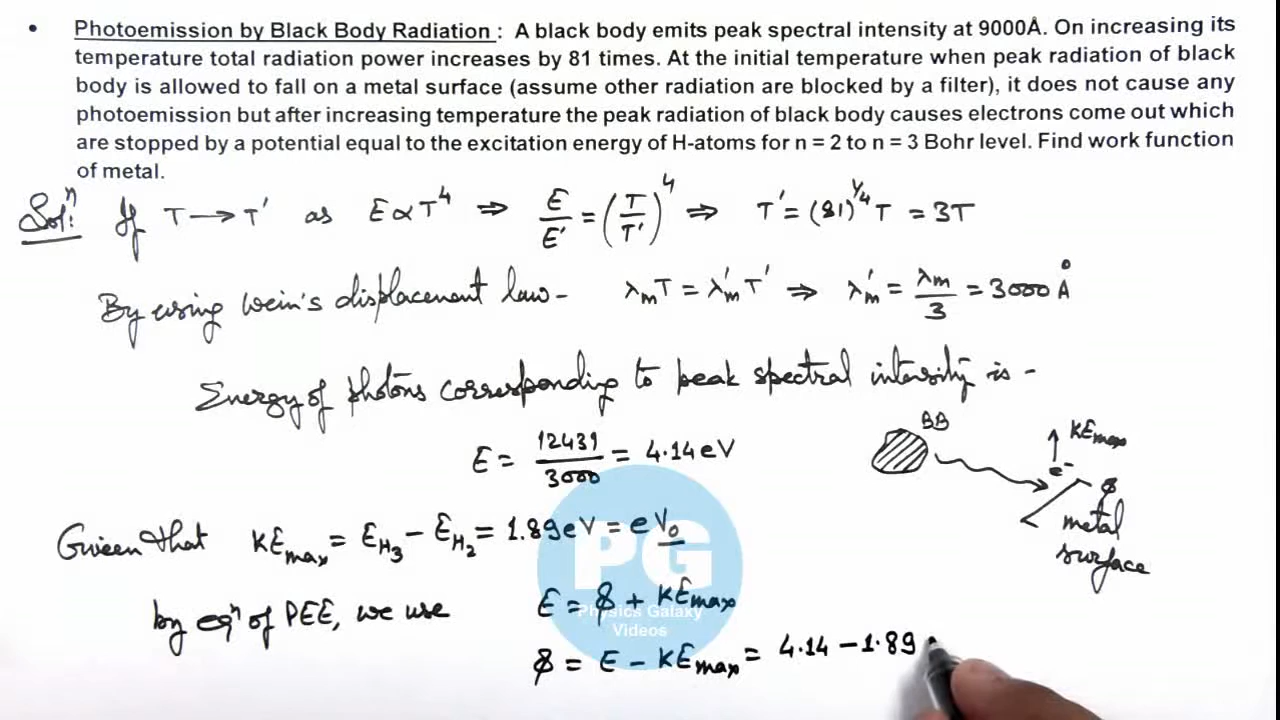 • Photoemission by Black Body Radiation : A black body emits peak spectral intensity at 9000Å. On increasing its
temperature total radiation power increases by 81 times. At the initial temperature when peak radiation of black
body is allowed to fall on a metal surface (assume other radiation are blocked by a filter), it does not cause any
photoemission but after increasing temperature the peak radiation of black body causes electrons come out which
are stopped by a potential equal to the excitation energy of H-atoms for n = 2 to n = 3 Bohr level. Find work function
of metal.
Solⁿ: If T → T' as E ∝ T⁴ ⇒ E/E' = (T/T')⁴ ⇒ T' = (81)^1/4 T = 3T
By using Wein's displacement law - λm T = λm' T' ⇒ λm' = λm/3 = 3000 Å
Energy of photons corresponding to peak spectral intensity is -
BB
E = 12431/3000 = 4.14 eV
KEmax
e⁻
ϕ
metal
surface
Given that KEmax = EH3 - EH2 = 1.89 eV = eV0
by eqⁿ of PEE, we use E = ϕ + KEmax
PG
Physics Galaxy
Videos
ϕ = E - KEmax = 4.14 - 1.89